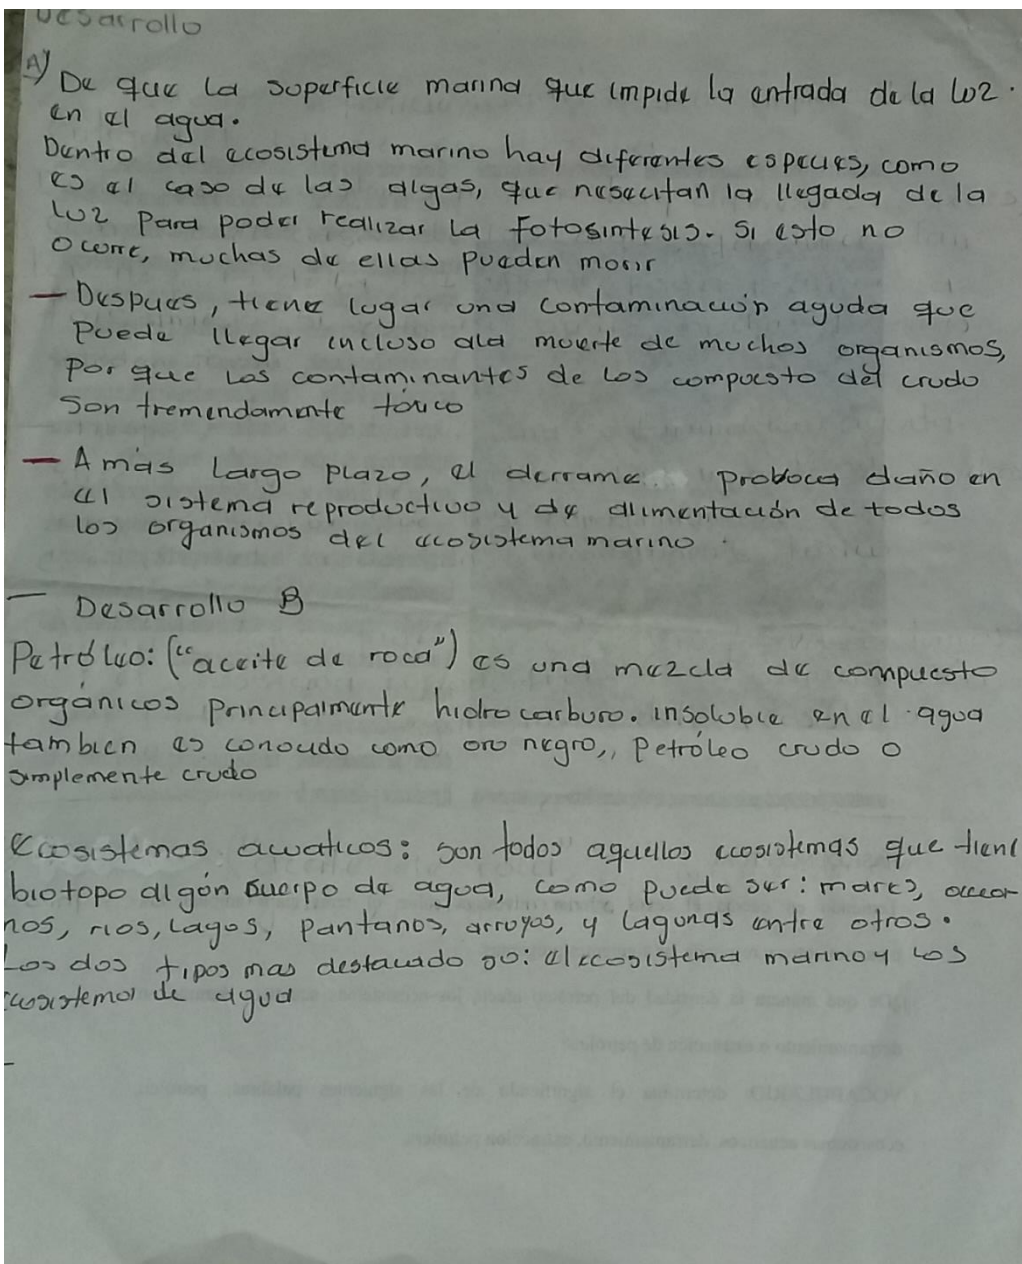 Desarrollo
A) De que la superficie marina que impide la entrada de la luz.
en el agua.
Dentro del ecosistema marino hay diferentes especies, como
es el caso de las algas, que nesecitan la llegada de la
luz para poder realizar la Fotosintesis. Si esto no
ocurre, muchas de ellas pueden morir
- Despues, tiene lugar una contaminación aguda que
Puede llegar incluso ala muerte de muchos organismos,
Por que Los contaminantes de Los compuesto del crudo
Son tremendamente tóxico
- A más Largo plazo, el derrame proboca daño en
el sistema reproductivo y de alimentación de todos
los organismos del ecosistema marino.
- Desarrollo B
Petróleo: ("aceite de roca") es una mezcla de compuesto
orgánicos principalmente hidrocarburo. insoluble en el agua
tambien es conocido como oro negro,, Petróleo crudo o
simplemente crudo
Ecosistemas acuaticos: son todos aquellos ecosistemas que tiene
biotopo algón cuerpo de agua, como puede ser: mares,
nos, rios, Lagos, pantanos, arroyos, y lagunas entre otros.
Los dos tipos mas destacado so: el ecosistema marino y Los
ecosistemas de agua